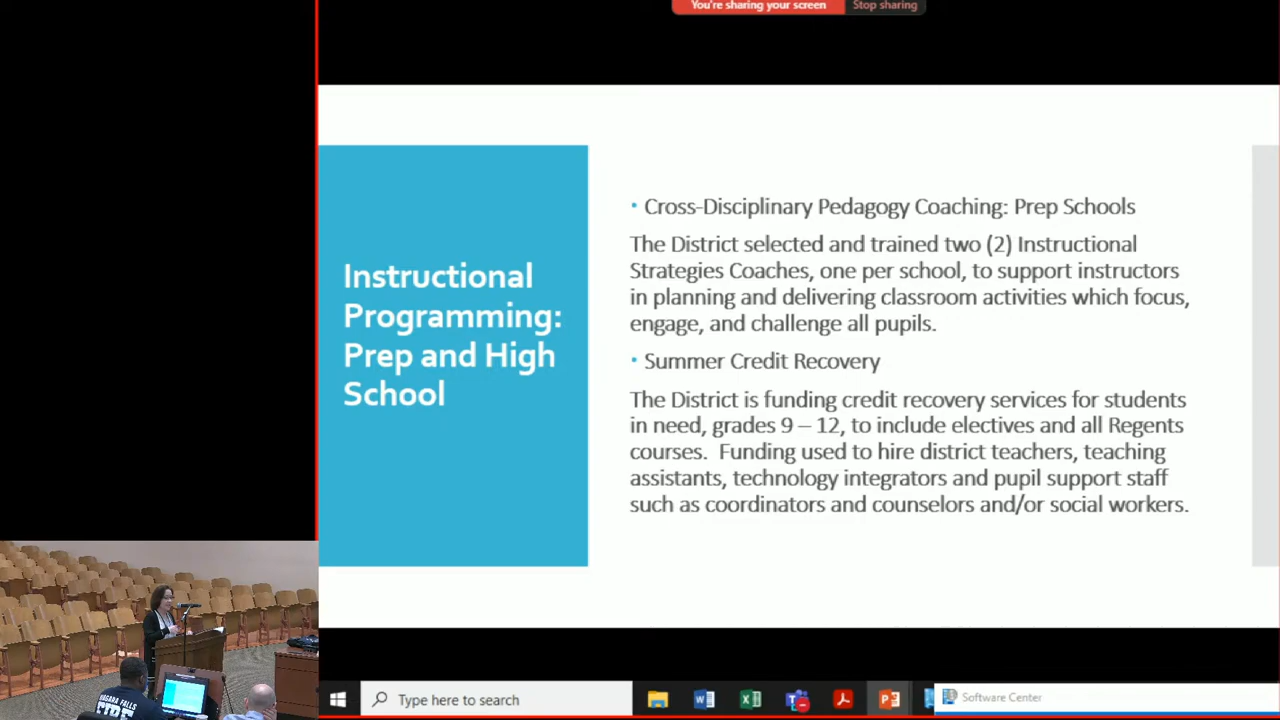 You're sharing your screen Stop sharing
Instructional
Programming:
Prep and High
School
• Cross-Disciplinary Pedagogy Coaching: Prep Schools
The District selected and trained two (2) Instructional
Strategies Coaches, one per school, to support instructors
in planning and delivering classroom activities which focus,
engage, and challenge all pupils.
• Summer Credit Recovery
The District is funding credit recovery services for students
in need, grades 9 – 12, to include electives and all Regents
courses.  Funding used to hire district teachers, teaching
assistants, technology integrators and pupil support staff
such as coordinators and counselors and/or social workers.
NIAGARA FALLS
FIRE
Type here to search
Software Center